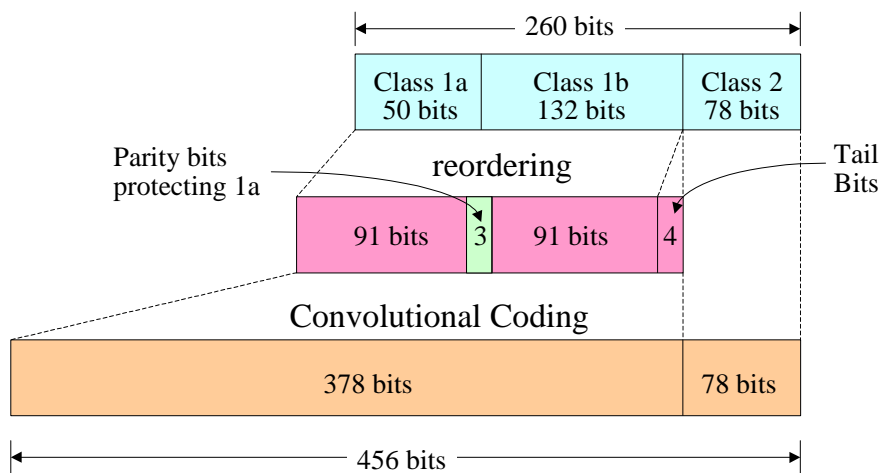 260 bits
Class 1a
50 bits
Class 1b
132 bits
Class 2
78 bits
Parity bits
protecting 1a
reordering
Tail
Bits
91 bits
3
91 bits
4
Convolutional Coding
378 bits
78 bits
456 bits